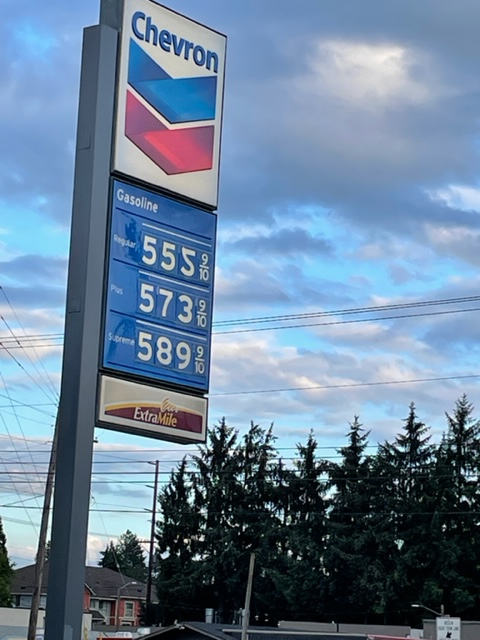 Chevron
Gasoline
Regular 555 9/10
Plus 573 9/10
Supreme 589 9/10
ExtraMile